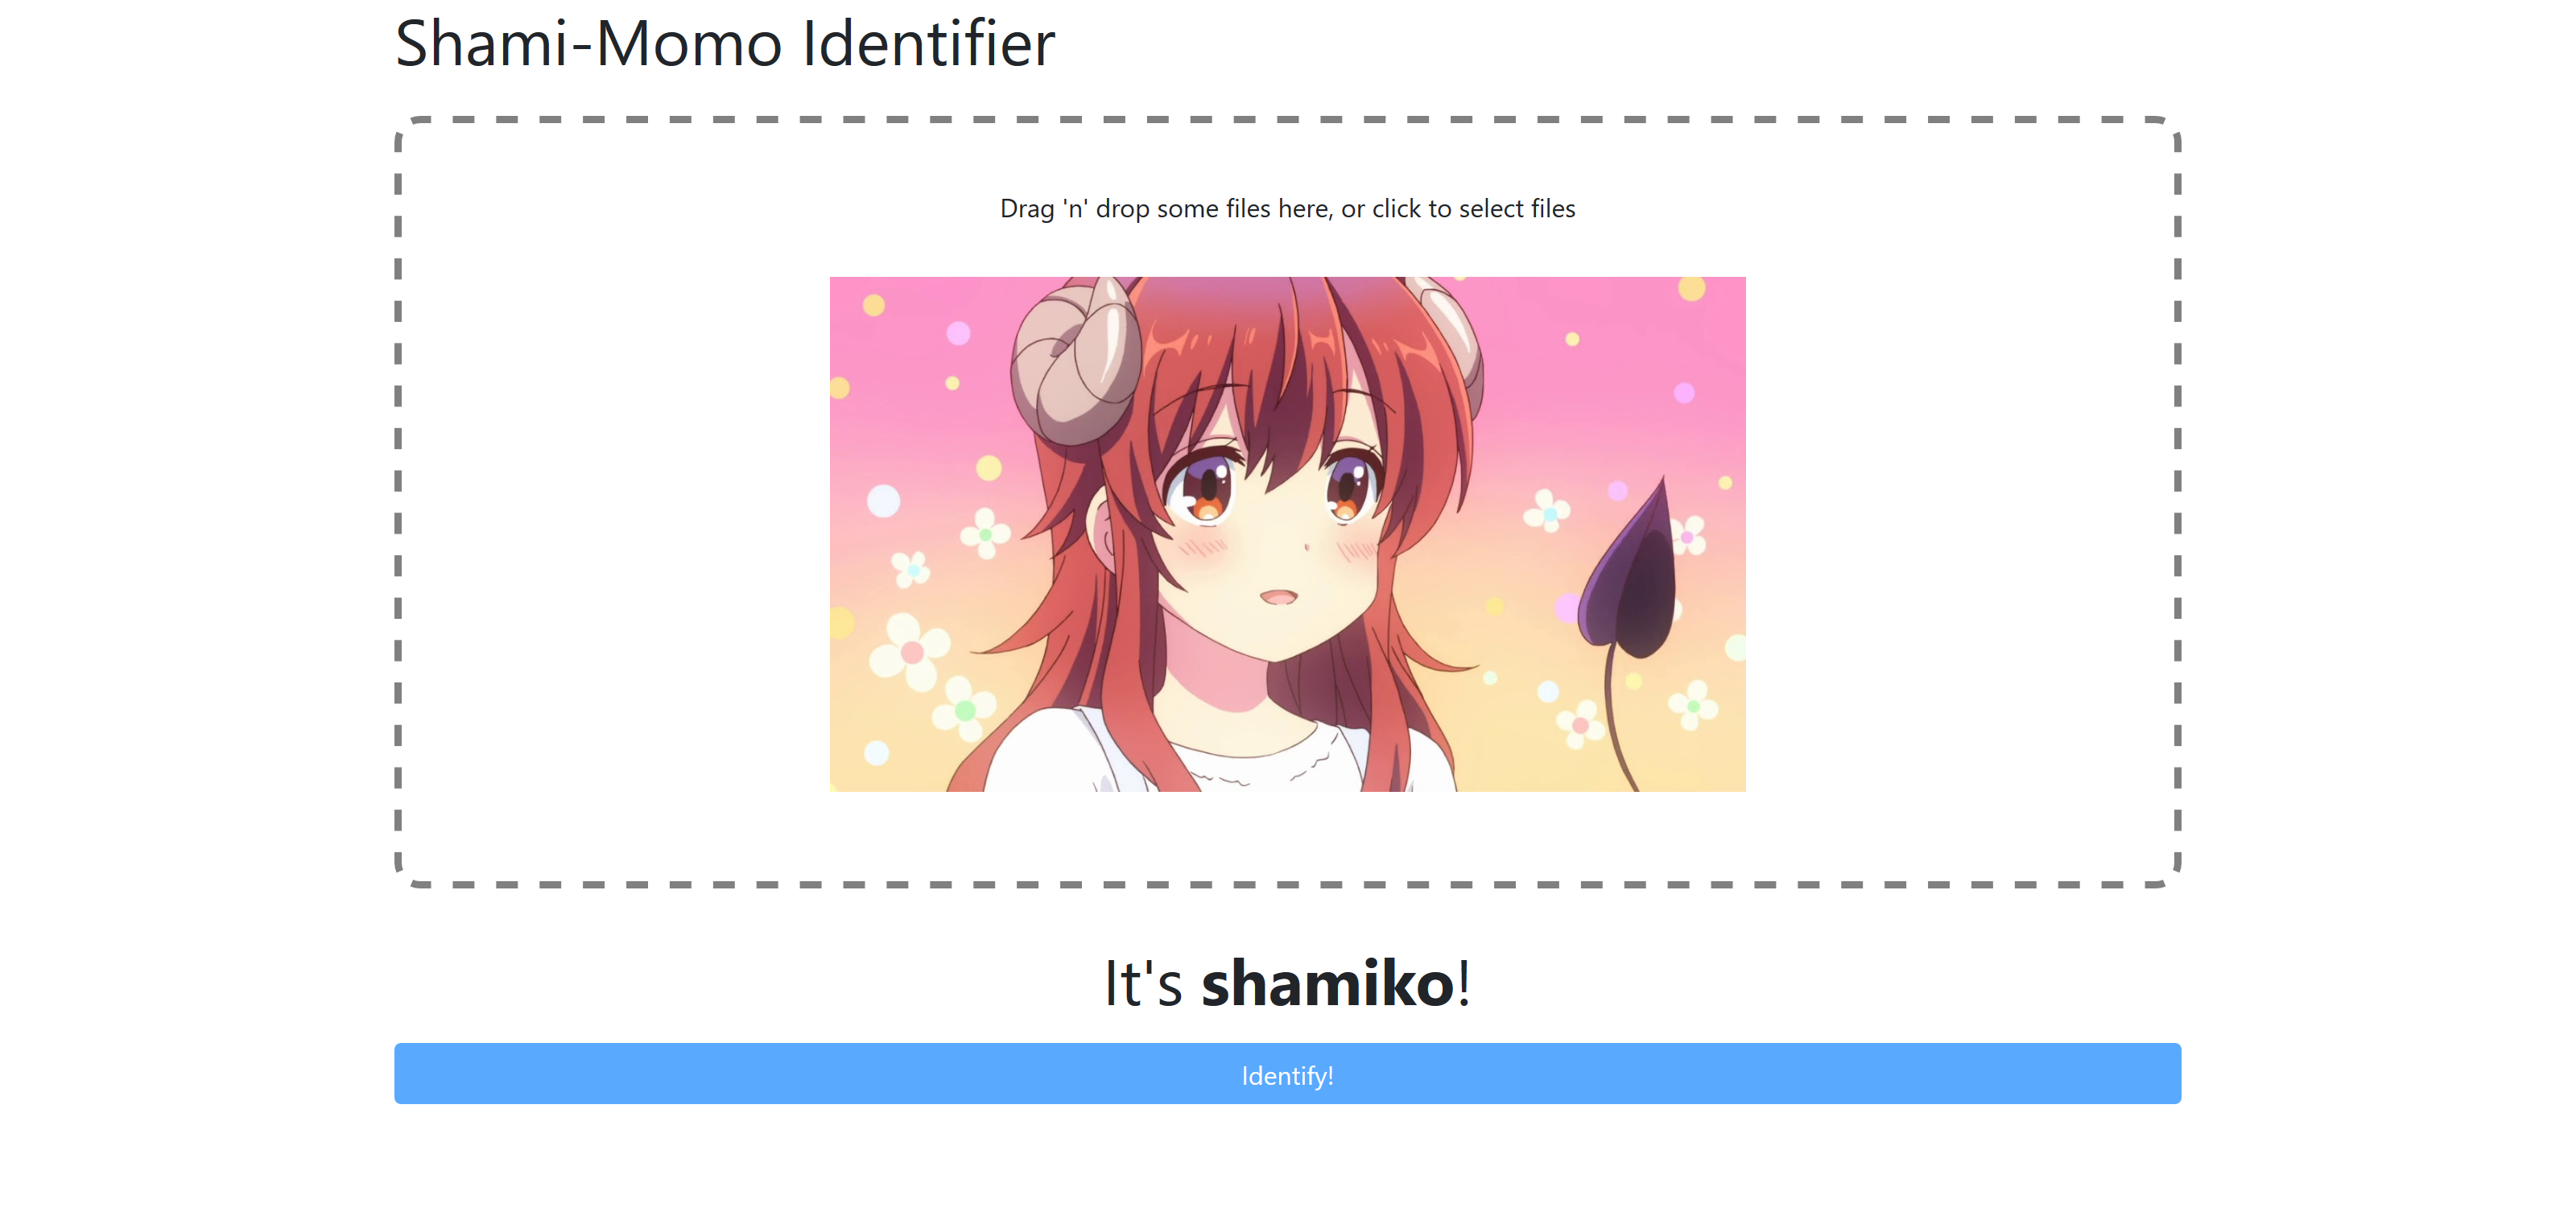 Shami-Momo Identifier
Drag 'n' drop some files here, or click to select files
It's shamiko!
Identify!